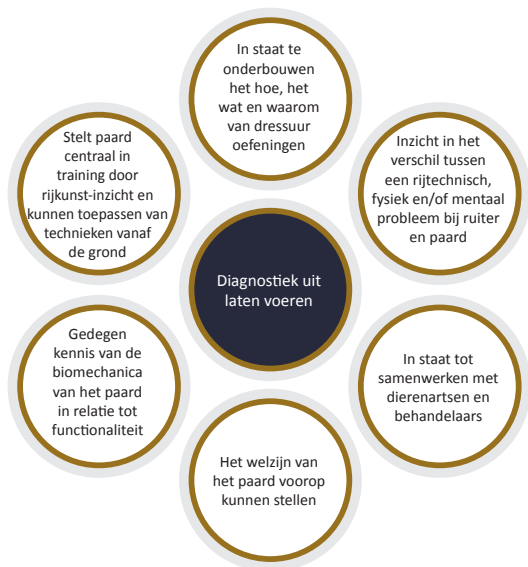 In staat te
onderbouwen
het hoe, het
wat en waarom
van dressuur
oefeningen
Stelt paard
centraal in
training door
rijkunst-inzicht en
kunnen toepassen van
technieken vanaf
de grond
Inzicht in het
verschil tussen
een rijtechnisch,
fysiek en/of mentaal
probleem bij ruiter
en paard
Diagnostiek uit
laten voeren
Gedegen
kennis van de
biomechanica
van het paard
in relatie tot
functionaliteit
In staat tot
samenwerken met
dierenartsen en
behandelaars
Het welzijn van
het paard voorop
kunnen stellen